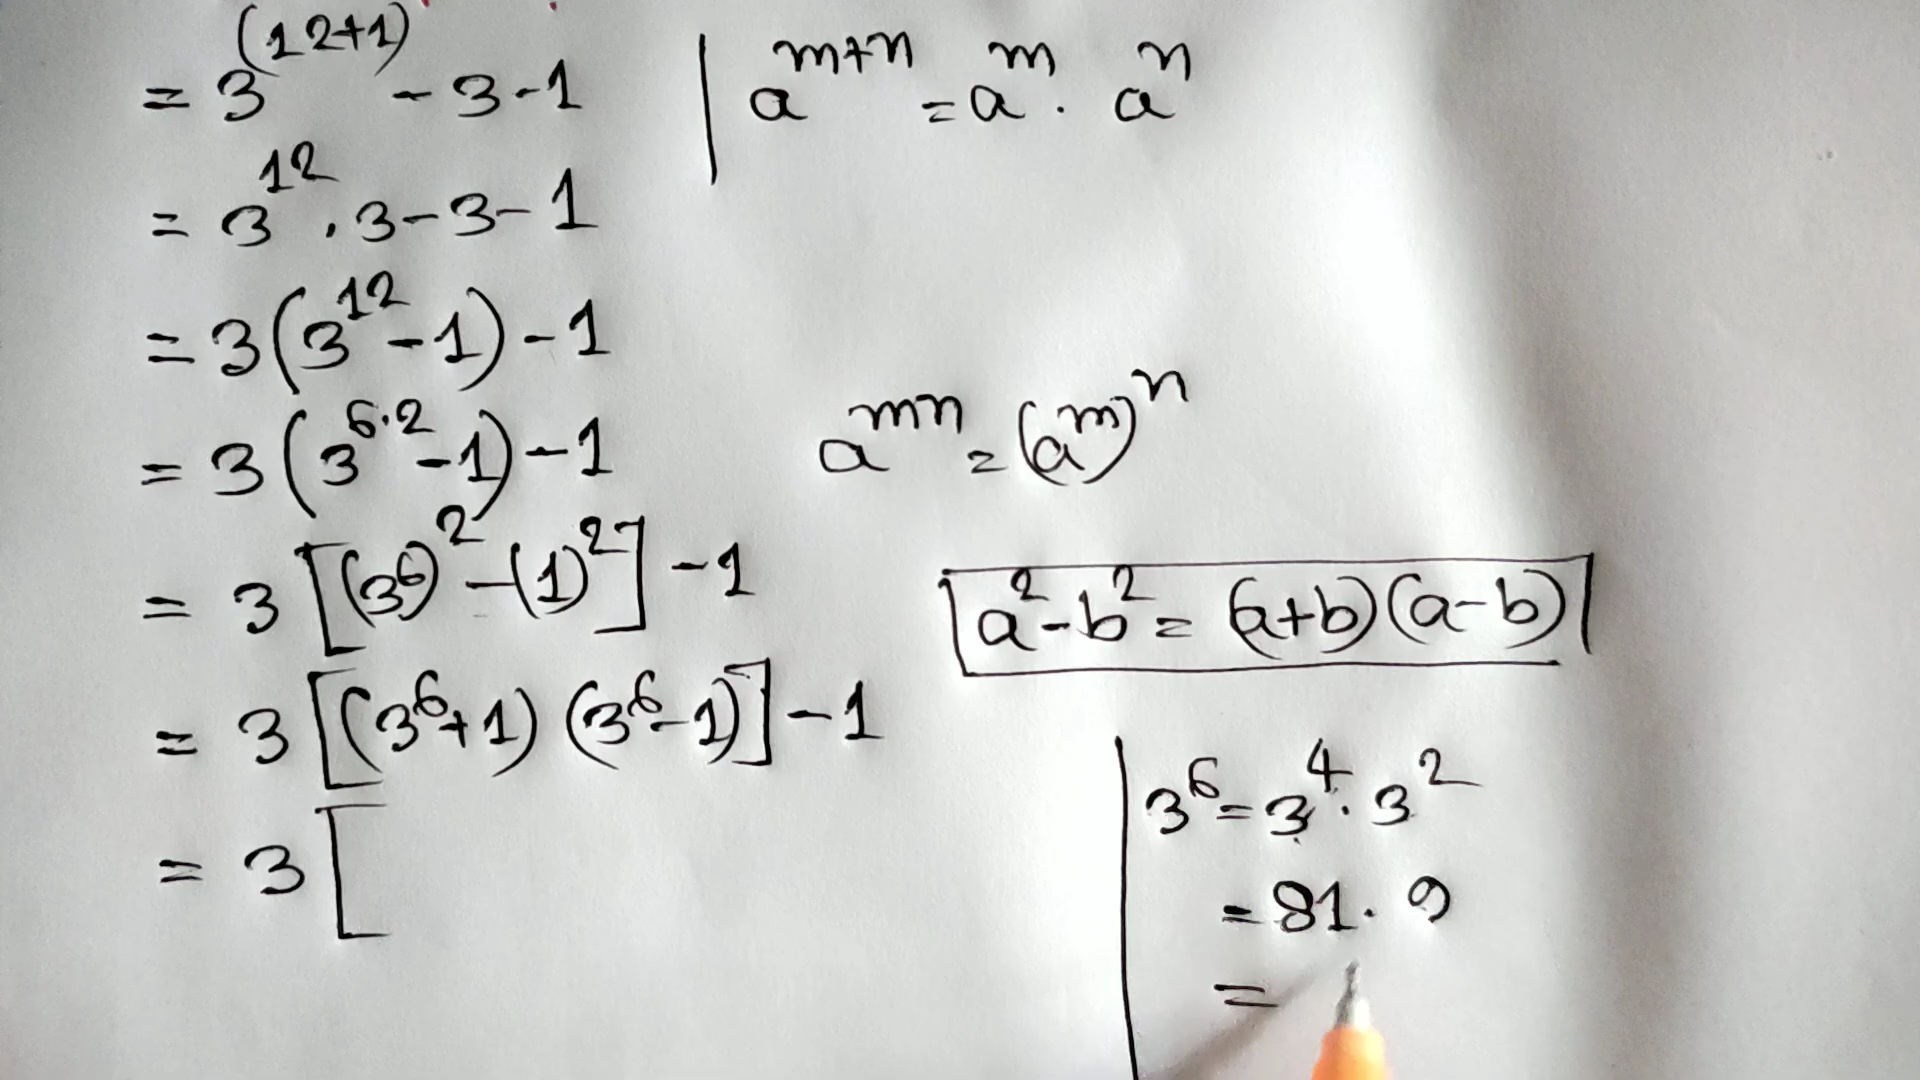 = 3^(12+1) - 3 - 1 | a^m+n = a^m . a^n
= 3^12 . 3 - 3 - 1
= 3(3^12 - 1) - 1
= 3(3^6·2 - 1) - 1
a^mn = (a^m)^n
= 3[(3^6)^2 - (1)^2] - 1
a^2 - b^2 = (a+b)(a-b)
= 3[(3^6+1)(3^6-1)] - 1
3^6 = 3^4 . 3^2
= 3[
= 81 . 9
=